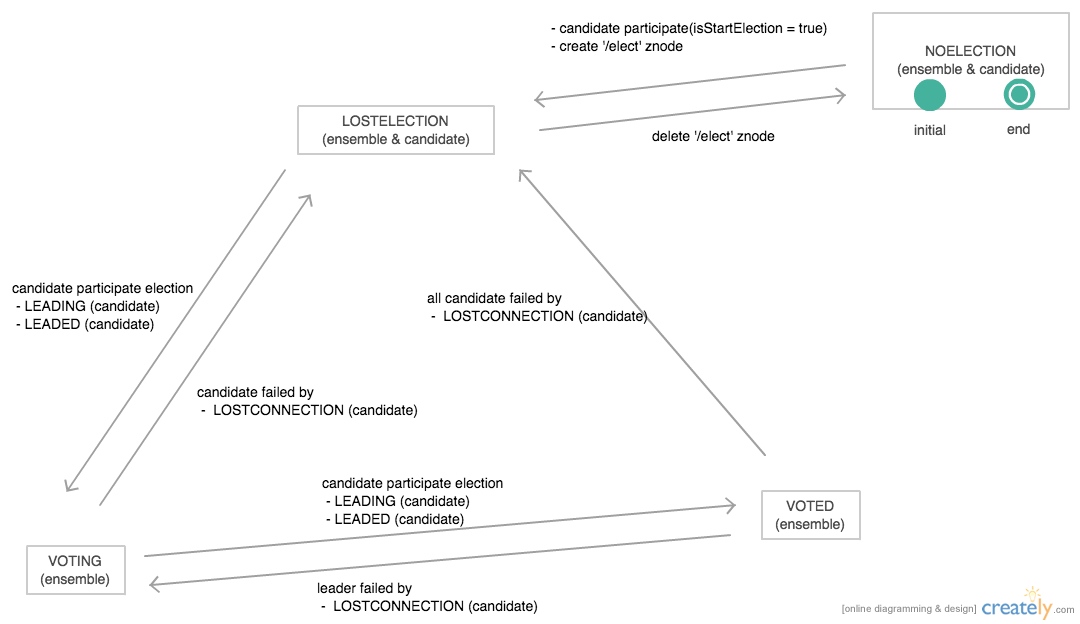 - candidate participate(isStartElection = true)
- create '/elect' znode
NOELECTION
(ensemble & candidate)
initial
end
delete '/elect' znode
LOSTELECTION
(ensemble & candidate)
candidate participate election
- LEADING (candidate)
- LEADED (candidate)
all candidate failed by
- LOSTCONNECTION (candidate)
candidate failed by
- LOSTCONNECTION (candidate)
candidate participate election
- LEADING (candidate)
- LEADED (candidate)
VOTED
(ensemble)
VOTING
(ensemble)
leader failed by
- LOSTCONNECTION (candidate)
[online diagramming & design] creately.com